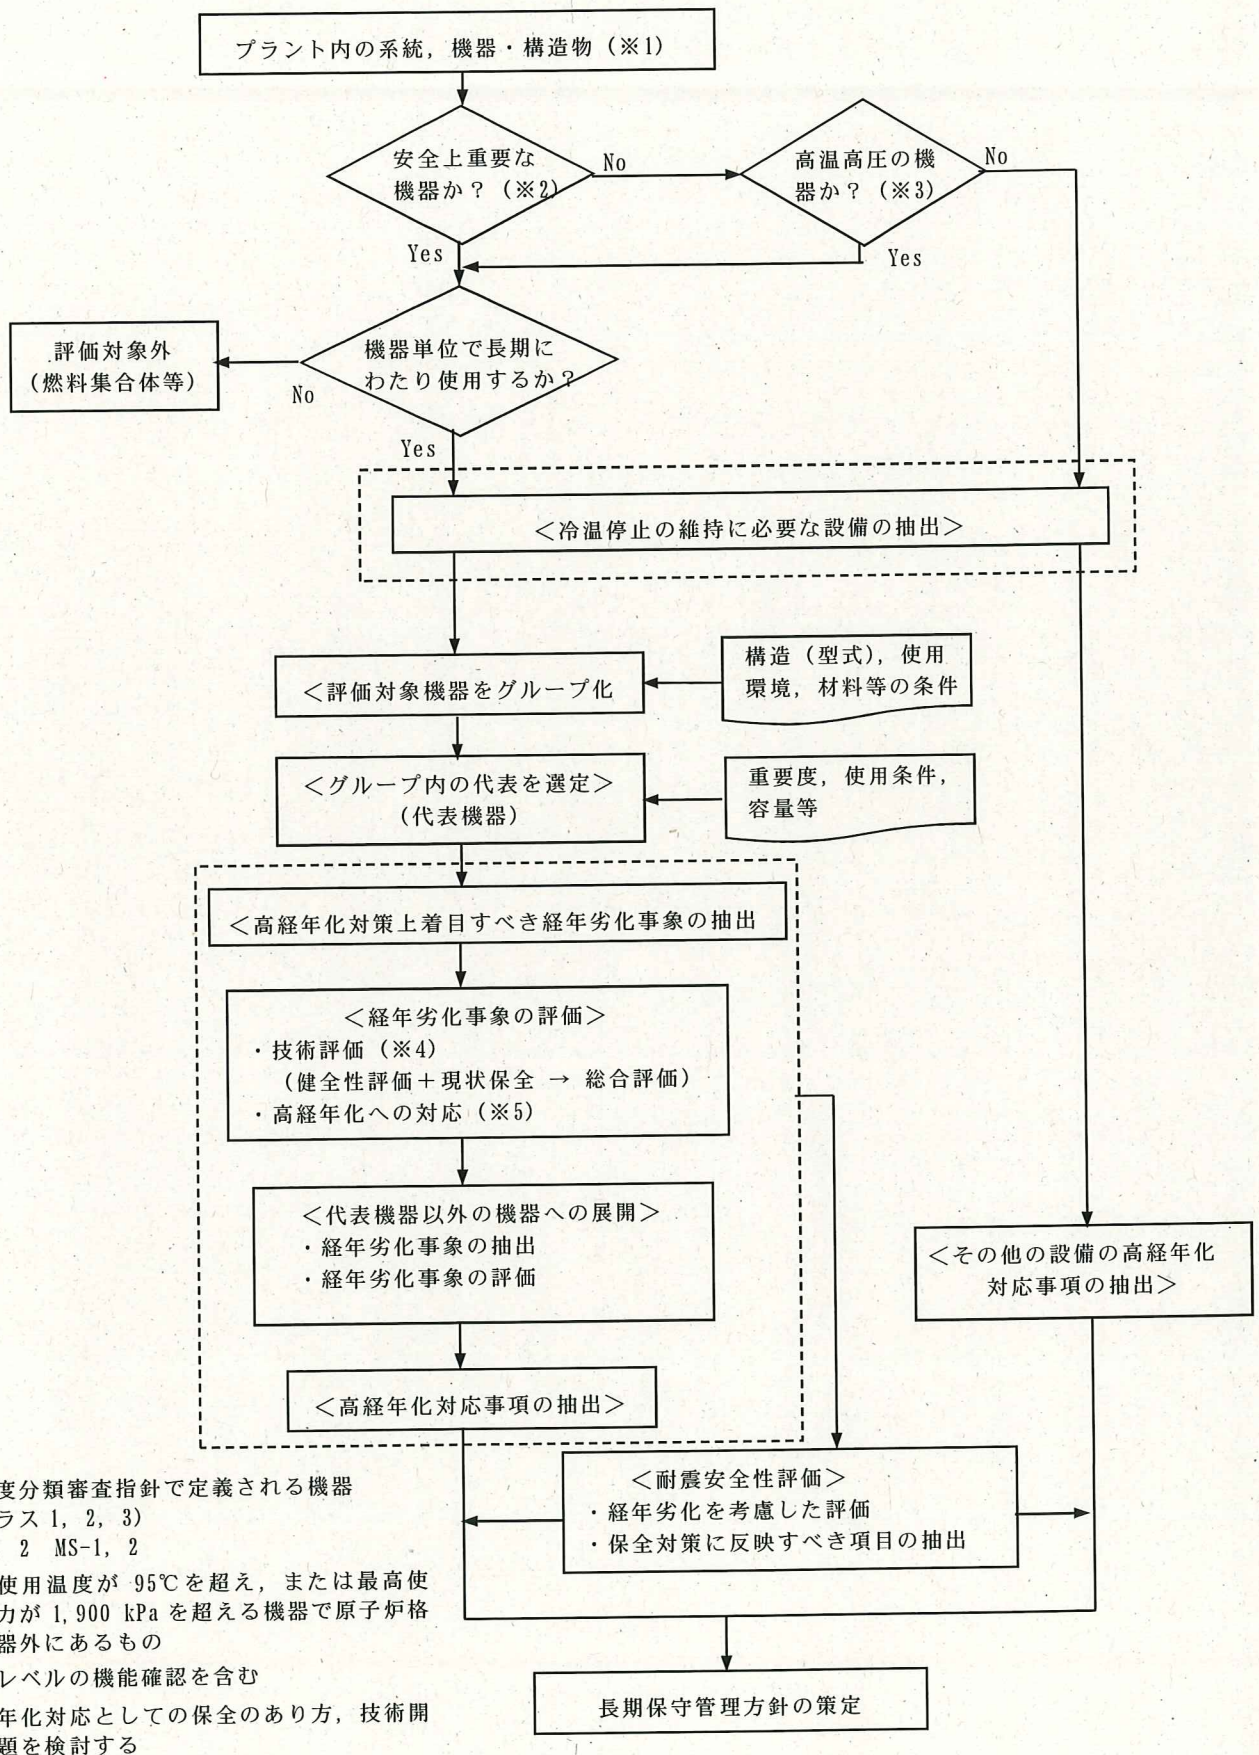 プラント内の系統，機器・構造物（※1）
安全上重要な
機器か？（※2）
No
高温高圧の機
器か？（※3）
No
Yes
Yes
機器単位で長期に
わたり使用するか？
評価対象外
（燃料集合体等）
No
Yes
＜冷温停止の維持に必要な設備の抽出＞
＜評価対象機器をグループ化
構造（型式），使用
環境，材料等の条件
＜グループ内の代表を選定＞
（代表機器）
重要度，使用条件，
容量等
＜高経年化対策上着目すべき経年劣化事象の抽出
＜経年劣化事象の評価＞
・技術評価（※4）
（健全性評価＋現状保全 → 総合評価）
・高経年化への対応（※5）
＜代表機器以外の機器への展開＞
・経年劣化事象の抽出
・経年劣化事象の評価
＜その他の設備の高経年化
対応事項の抽出＞
＜高経年化対応事項の抽出＞
＜耐震安全性評価＞
・経年劣化を考慮した評価
・保全対策に反映すべき項目の抽出
度分類審査指針で定義される機器
ラス 1, 2, 3）
2 MS-1, 2
使用温度が 95℃を超え，または最高使
力が 1,900 kPa を超える機器で原子炉格
器外にあるもの
レベルの機能確認を含む
年化対応としての保全のあり方，技術開
題を検討する
長期保守管理方針の策定